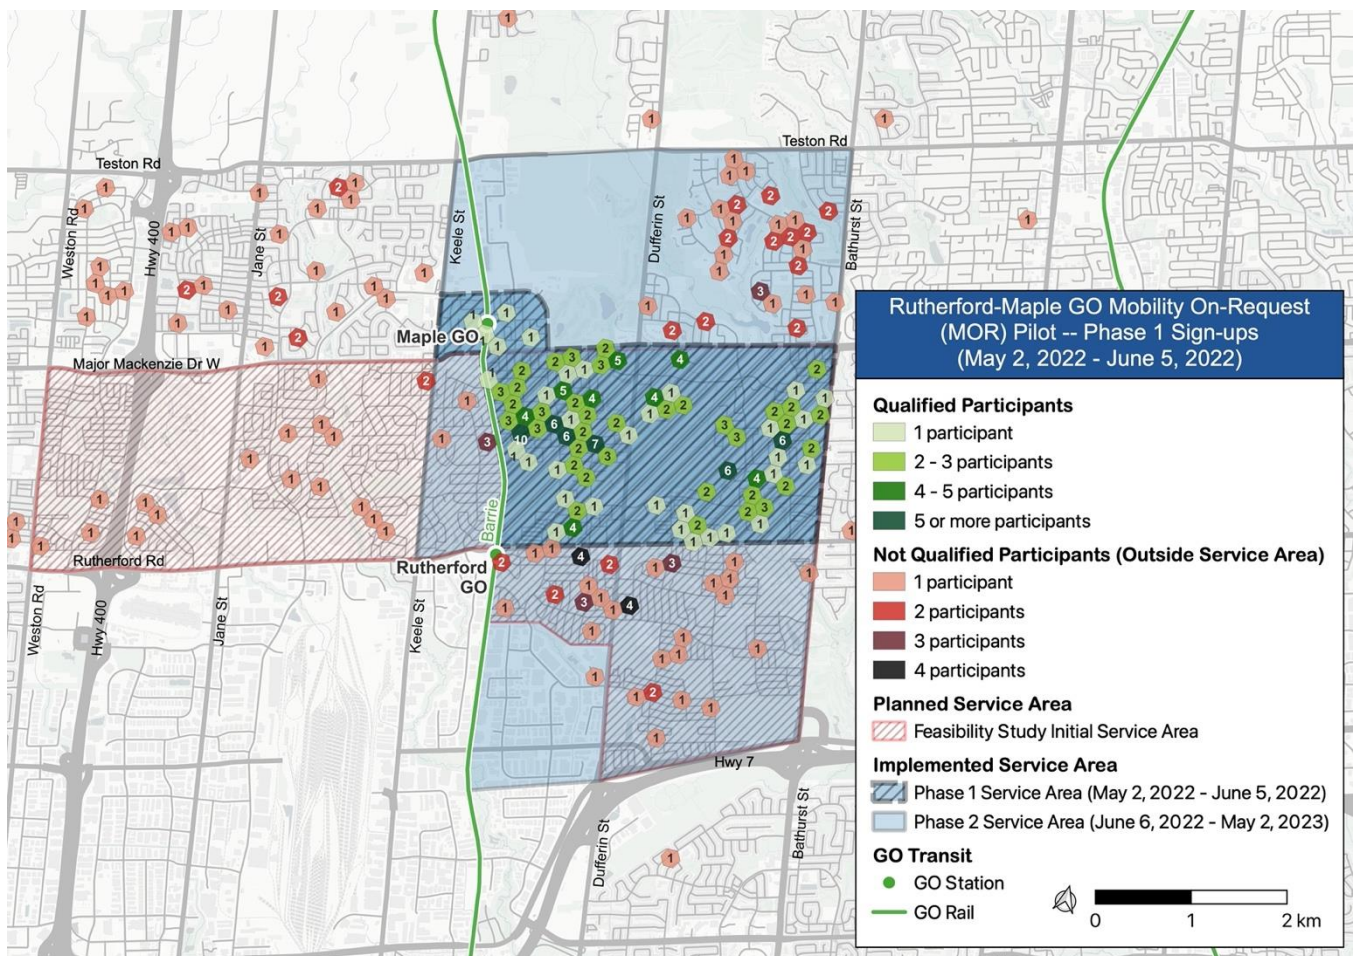 Teston Rd
Teston Rd
Weston Rd
Hwy 400
Jane St
Keele St
Dufferin St
Bathurst St
Maple GO
Major Mackenzie Dr W
Barrie
Rutherford Rd
Rutherford
GO
Weston Rd
Hwy 400
Jane St
Keele St
Hwy 7
Dufferin St
Bathurst St
Rutherford-Maple GO Mobility On-Request
(MOR) Pilot -- Phase 1 Sign-ups
(May 2, 2022 - June 5, 2022)
Qualified Participants
1 participant
2 - 3 participants
4 - 5 participants
5 or more participants
Not Qualified Participants (Outside Service Area)
1 participant
2 participants
3 participants
4 participants
Planned Service Area
Feasibility Study Initial Service Area
Implemented Service Area
Phase 1 Service Area (May 2, 2022 - June 5, 2022)
Phase 2 Service Area (June 6, 2022 - May 2, 2023)
GO Transit
GO Station
GO Rail
0 1 2 km